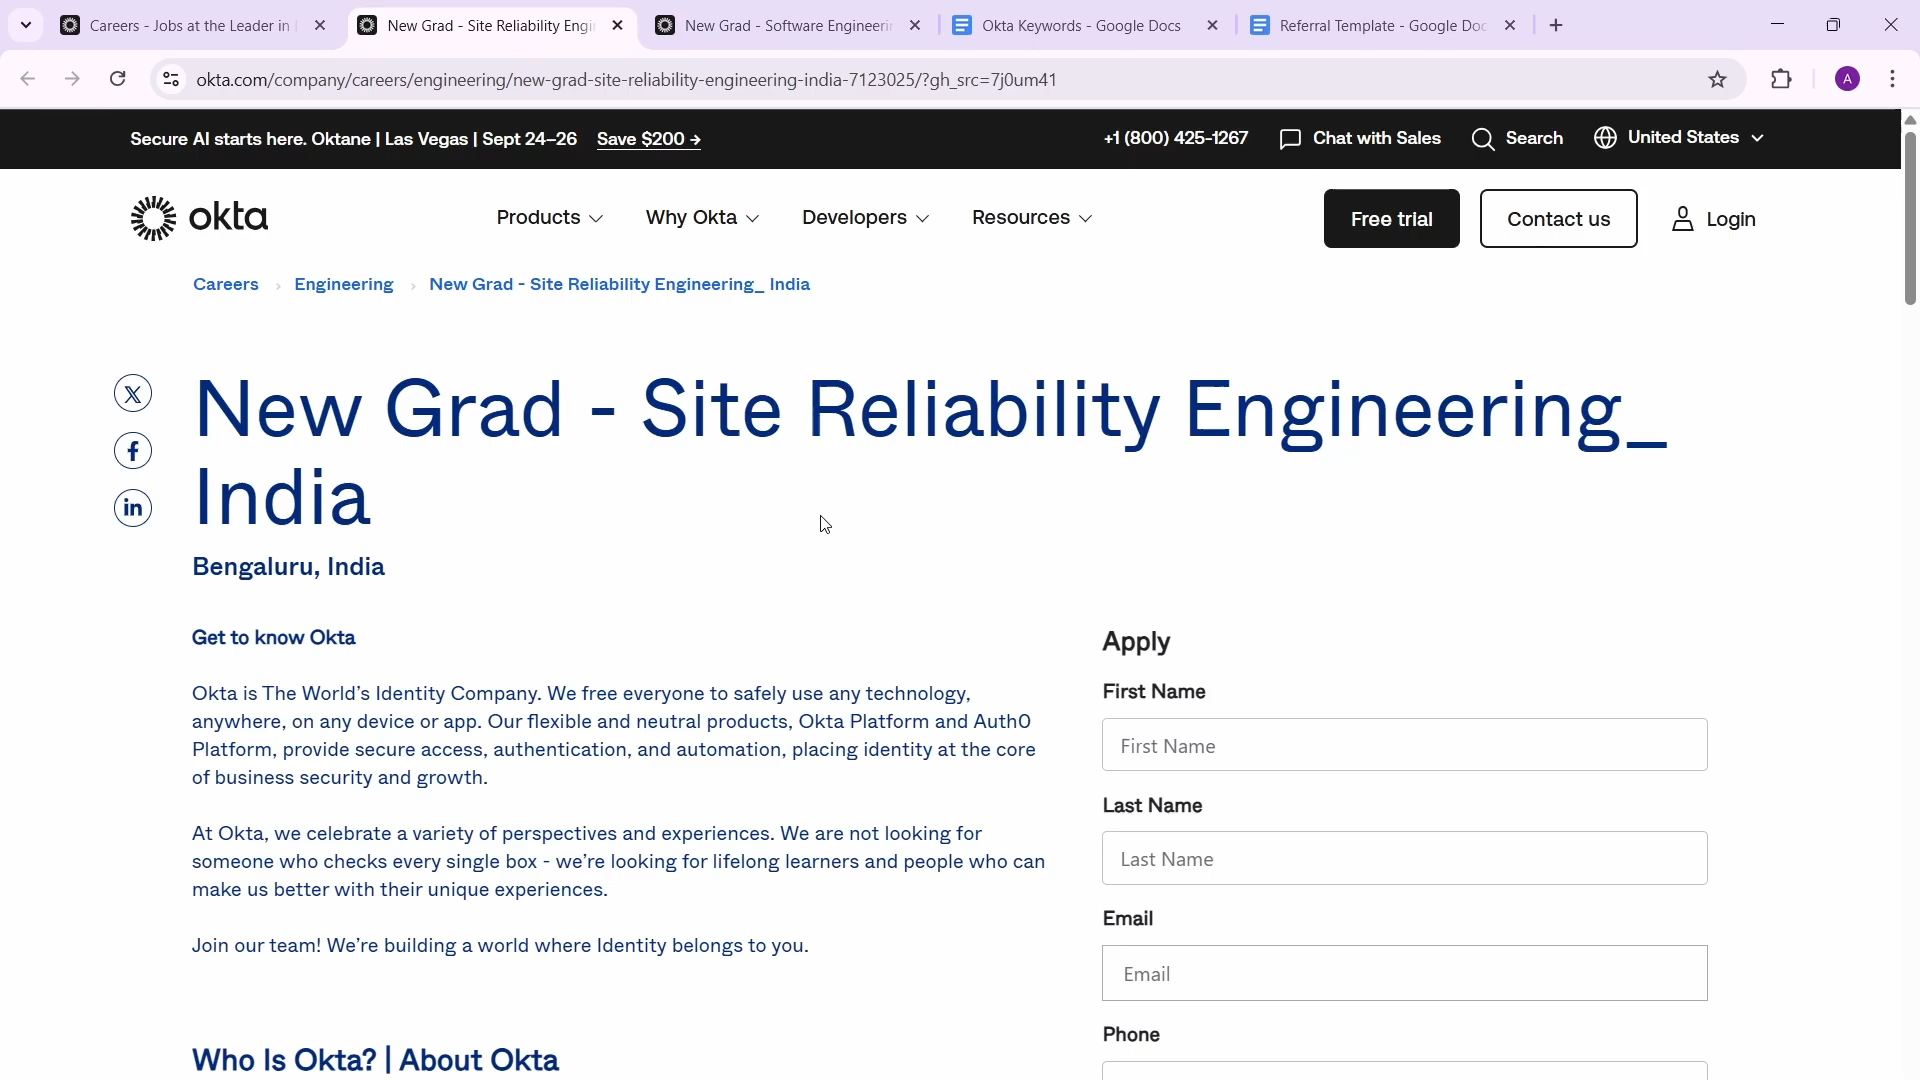 Careers - Jobs at the Leader in
New Grad - Site Reliability Engi
New Grad - Software Engineerin
Okta Keywords - Google Docs
Referral Template - Google Doc
okta.com/company/careers/engineering/new-grad-site-reliability-engineering-india-7123025/?gh_src=7j0um41
A
Secure AI starts here. Oktane | Las Vegas | Sept 24–26 Save $200 →
+1 (800) 425-1267
Chat with Sales
Search
United States
okta
Products
Why Okta
Developers
Resources
Free trial
Contact us
Login
Careers › Engineering › New Grad - Site Reliability Engineering_ India
New Grad - Site Reliability Engineering_
India
Bengaluru, India
Get to know Okta
Okta is The World’s Identity Company. We free everyone to safely use any technology,
anywhere, on any device or app. Our flexible and neutral products, Okta Platform and Auth0
Platform, provide secure access, authentication, and automation, placing identity at the core
of business security and growth.
At Okta, we celebrate a variety of perspectives and experiences. We are not looking for
someone who checks every single box - we’re looking for lifelong learners and people who can
make us better with their unique experiences.
Join our team! We’re building a world where Identity belongs to you.
Who Is Okta? | About Okta
Apply
First Name
First Name
Last Name
Last Name
Email
Email
Phone